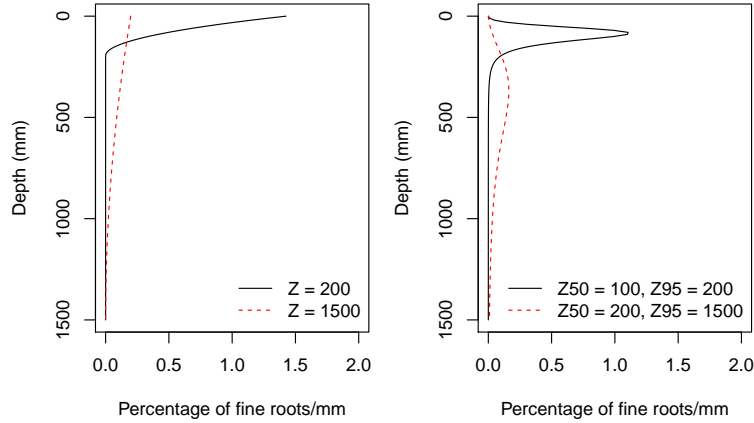 0
500
1000
1500
Depth (mm)
Z = 200
Z = 1500
0.0 0.5 1.0 1.5 2.0
Percentage of fine roots/mm
0
500
1000
1500
Depth (mm)
Z50 = 100, Z95 = 200
Z50 = 200, Z95 = 1500
0.0 0.5 1.0 1.5 2.0
Percentage of fine roots/mm